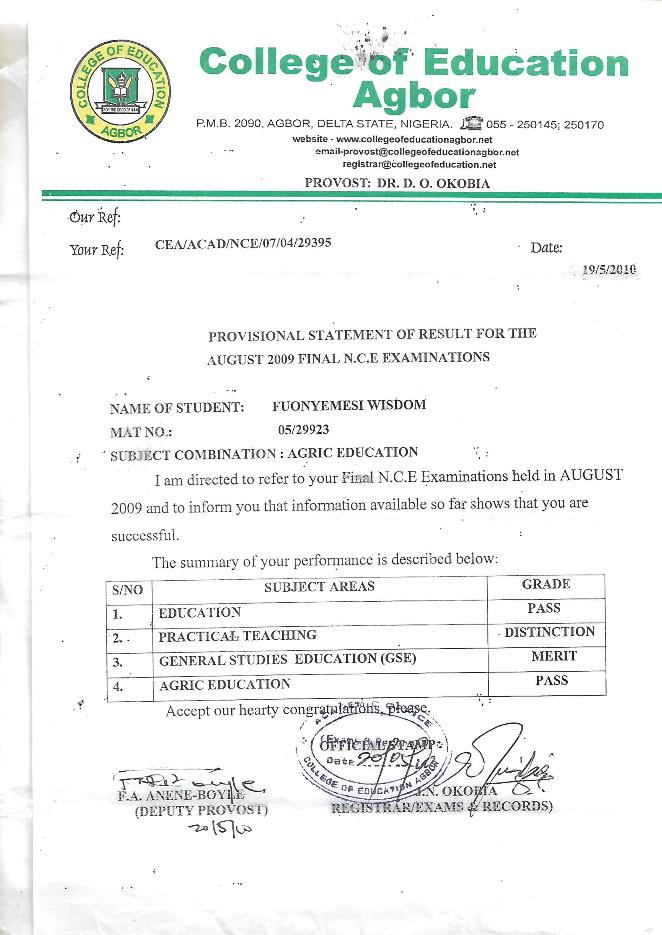 COLLEGE OF EDUCATION
AGBOR
College of Education
Agbor
P.M.B. 2090, AGBOR, DELTA STATE, NIGERIA. 055 - 250145; 250170
website - www.collegeofeducationagbor.net
email-provost@collegeofeducationagbor.net
registrar@collegeofeducation.net
PROVOST: DR. D. O. OKOBIA
Our Ref:
Your Ref: CEA/ACAD/NCE/07/04/29395
Date:
19/5/2010
PROVISIONAL STATEMENT OF RESULT FOR THE
AUGUST 2009 FINAL N.C.E EXAMINATIONS
NAME OF STUDENT: FUONYEMESI WISDOM
MAT NO.: 05/29923
SUBJECT COMBINATION : AGRIC EDUCATION
I am directed to refer to your Final N.C.E Examinations held in AUGUST
2009 and to inform you that information available so far shows that you are
successful.
The summary of your performance is described below:
S/NO SUBJECT AREAS GRADE
1. EDUCATION PASS
2. PRACTICAL TEACHING DISTINCTION
3. GENERAL STUDIES EDUCATION (GSE) MERIT
4. AGRIC EDUCATION PASS
Accept our hearty congratulations, please.
OFFICIAL STAMP
Date
COLLEGE OF EDUCATION AGBOR
F.A. ANENE-BOYLE
(DEPUTY PROVOST)
20/5/10
J.N. OKOBIA
REGISTRAR/EXAMS & RECORDS)